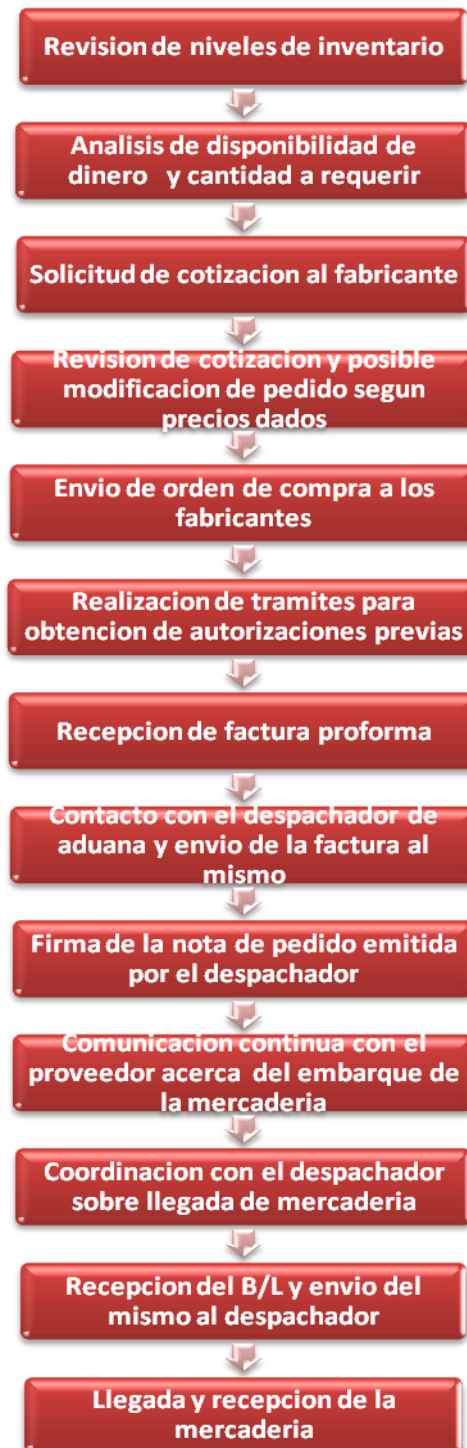 Revision de niveles de inventario
Analisis de disponibilidad de
dinero y cantidad a requerir
Solicitud de cotizacion al fabricante
Revision de cotizacion y posible
modificacion de pedido segun
precios dados
Envio de orden de compra a los
fabricantes
Realizacion de tramites para
obtencion de autorizaciones previas
Recepcion de factura proforma
Contacto con el despachador de
aduana y envio de la factura al
mismo
Firma de la nota de pedido emitida
por el despachador
Comunicacion continua con el
proveedor acerca del embarque de
la mercaderia
Coordinacion con el despachador
sobre llegada de mercaderia
Recepcion del B/L y envio del
mismo al despachador
Llegada y recepcion de la
mercaderia